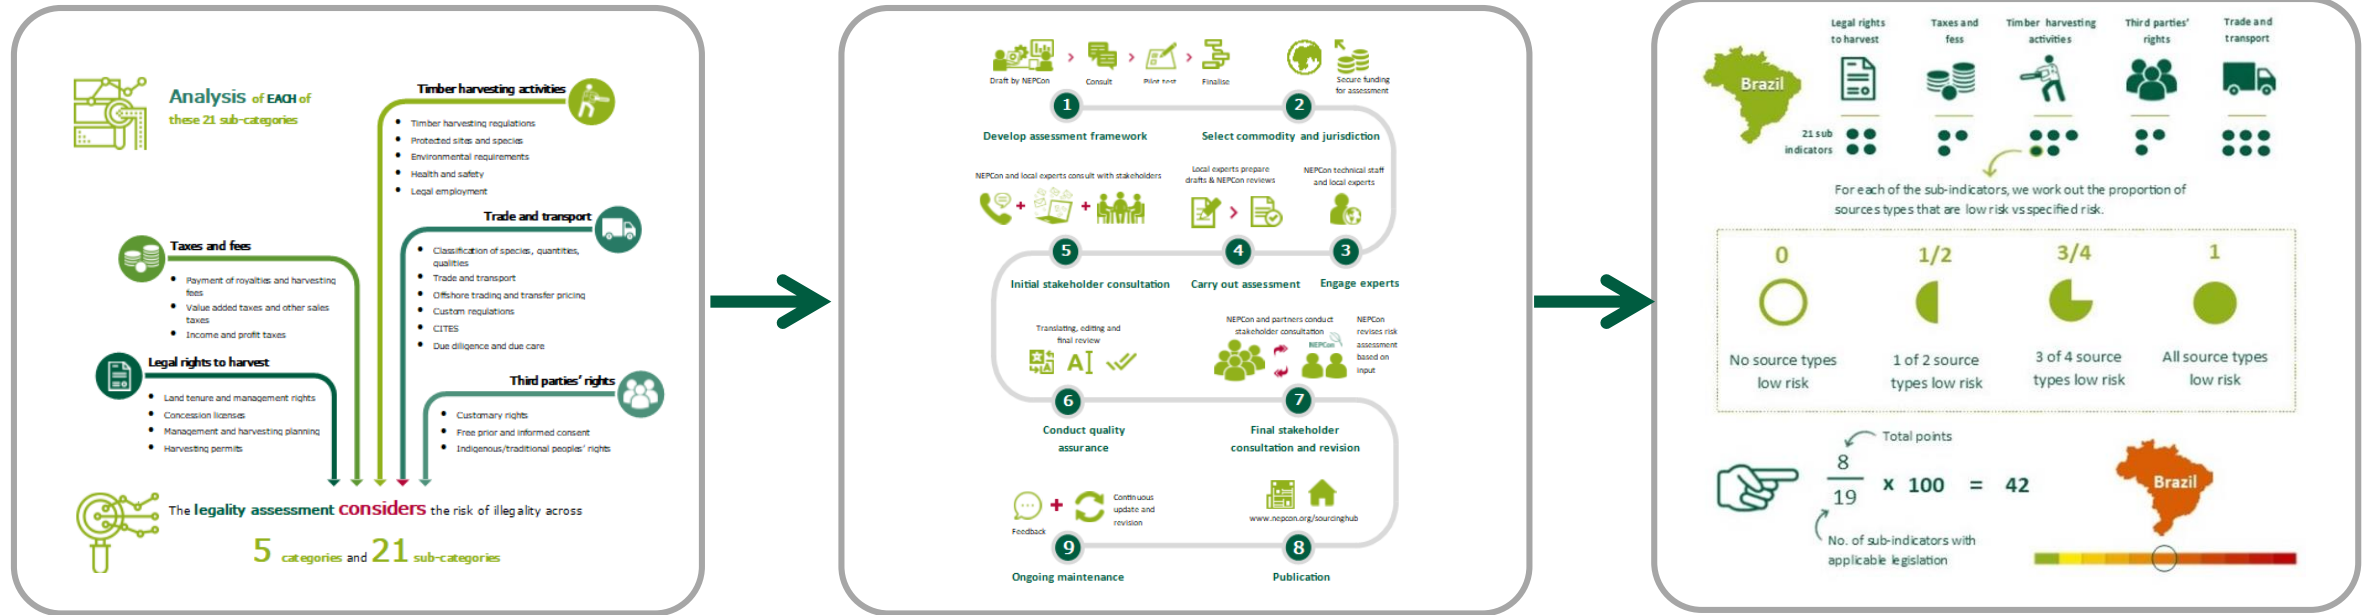 Analysis of EACH of
these 21 sub-categories
Timber harvesting activities
• Timber harvesting regulations
• Protected sites and species
• Environmental requirements
• Health and safety
• Legal employment
Trade and transport
• Classification of species, quantities,
qualities
• Trade and transport
• Offshore trading and transfer pricing
• Custom regulations
• CITES
• Due diligence and due care
Taxes and fees
• Payment of royalties and harvesting
fees
• Value added taxes and other sales
taxes
• Income and profit taxes
Legal rights to harvest
• Land tenure and management rights
• Concession licenses
• Management and harvesting planning
• Harvesting permits
Third parties' rights
• Customary rights
• Free prior and informed consent
• Indigenous/traditional peoples' rights
The legality assessment considers the risk of illegality across
5 categories and 21 sub-categories
Draft by NEPCon
Consult
Pilot test
Finalise
Secure funding
for assessment
1
2
Develop assessment framework
Select commodity and jurisdiction
NEPCon and local experts consult with stakeholders
Local experts prepare
drafts & NEPCon reviews
NEPCon technical staff
and local experts
5
4
3
Initial stakeholder consultation
Carry out assessment
Engage experts
Translating, editing and
final review
A
NEPCon and partners conduct
stakeholder consultation
NEPCon
NEPCon
revises risk
assessment
based on
input
6
7
Conduct quality
assurance
Final stakeholder
consultation and revision
Feedback
Continuous
update and
revision
www.nepcon.org/sourcinghub
9
8
Ongoing maintenance
Publication
Legal rights
to harvest
Taxes and
fess
Timber harvesting
activities
Third parties'
rights
Trade and
transport
Brazil
21 sub
indicators
For each of the sub-indicators, we work out the proportion of
sources types that are low risk vs specified risk.
0
1/2
3/4
1
No source types
low risk
1 of 2 source
types low risk
3 of 4 source
types low risk
All source types
low risk
Total points
8
19
x 100 = 42
No. of sub-indicators with
applicable legislation
Brazil